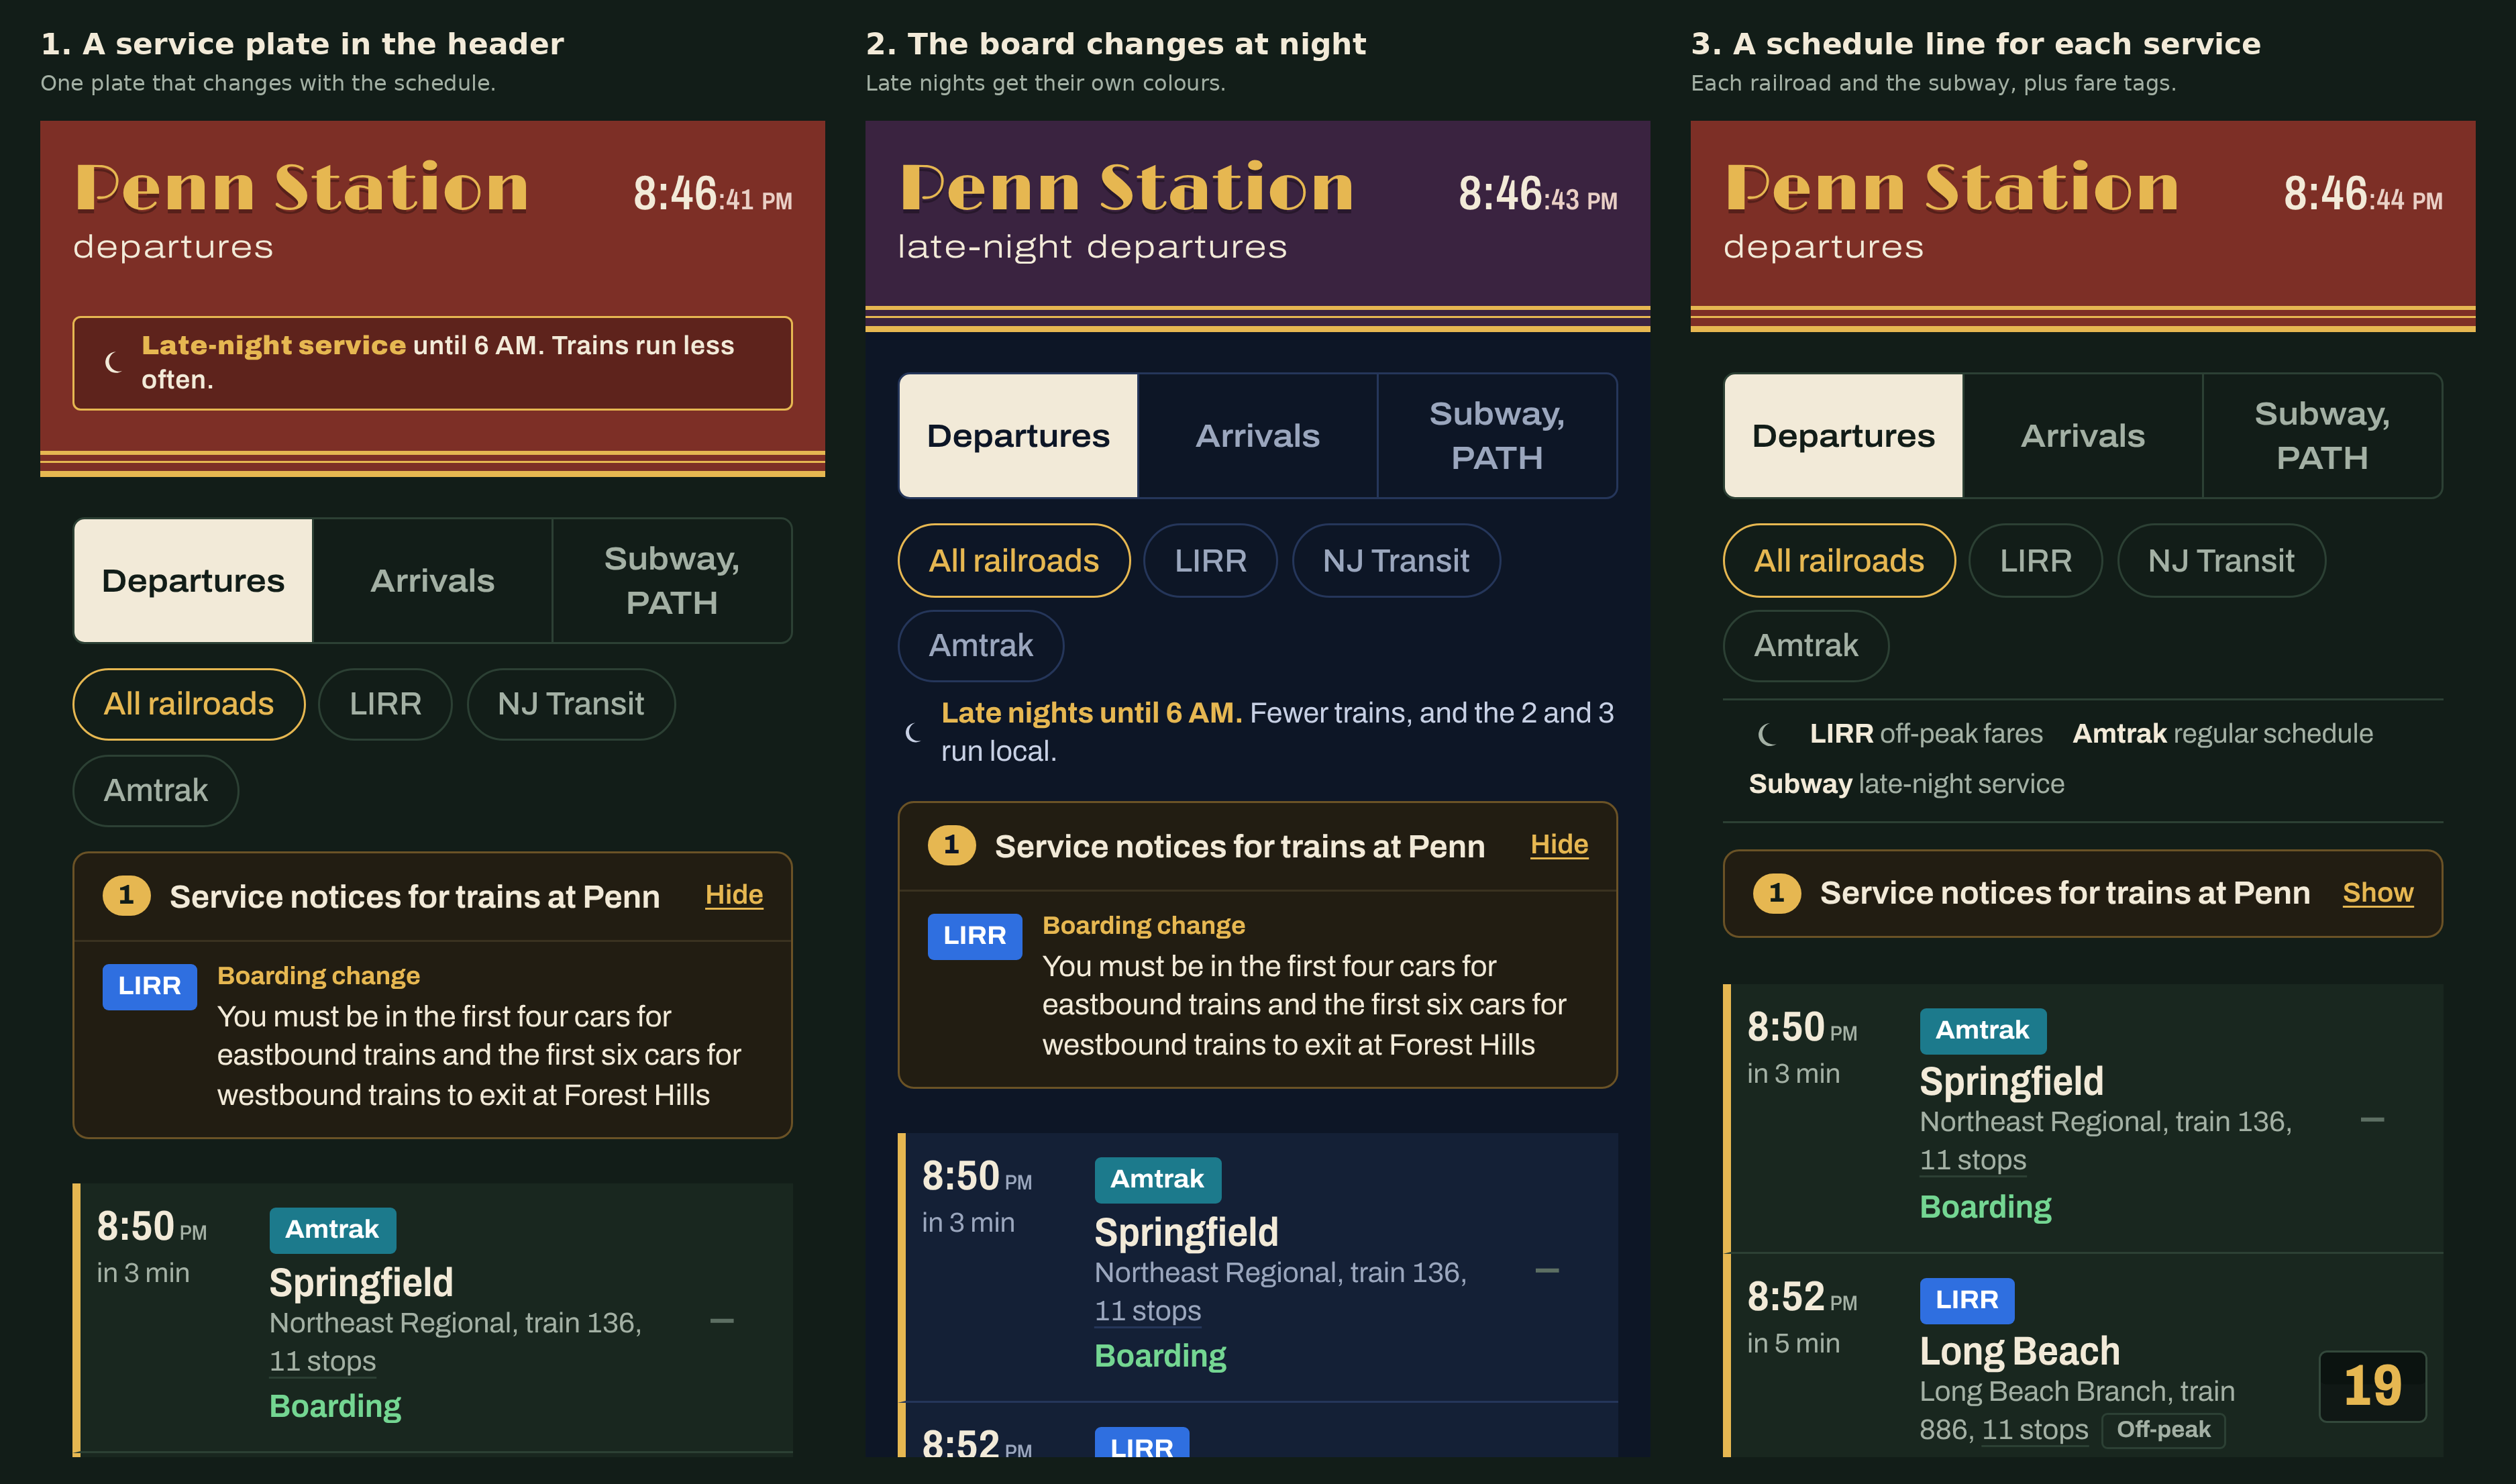 1. A service plate in the header
One plate that changes with the schedule.
Penn Station
8:46:41 PM
departures
Late-night service until 6 AM. Trains run less
often.
Departures
Arrivals
Subway,
PATH
All railroads
LIRR
NJ Transit
Amtrak
1
Service notices for trains at Penn
Hide
LIRR
Boarding change
You must be in the first four cars for
eastbound trains and the first six cars for
westbound trains to exit at Forest Hills
8:50 PM
in 3 min
Amtrak
Springfield
Northeast Regional, train 136,
11 stops
–
Boarding
2. The board changes at night
Late nights get their own colours.
Penn Station
8:46:43 PM
late-night departures
Departures
Arrivals
Subway,
PATH
All railroads
LIRR
NJ Transit
Amtrak
Late nights until 6 AM. Fewer trains, and the 2 and 3
run local.
1
Service notices for trains at Penn
Hide
LIRR
Boarding change
You must be in the first four cars for
eastbound trains and the first six cars for
westbound trains to exit at Forest Hills
8:50 PM
in 3 min
Amtrak
Springfield
Northeast Regional, train 136,
11 stops
–
Boarding
8:52 PM
LIRR
3. A schedule line for each service
Each railroad and the subway, plus fare tags.
Penn Station
8:46:44 PM
departures
Departures
Arrivals
Subway,
PATH
All railroads
LIRR
NJ Transit
Amtrak
LIRR off-peak fares Amtrak regular schedule
Subway late-night service
1
Service notices for trains at Penn
Show
8:50 PM
in 3 min
Amtrak
Springfield
Northeast Regional, train 136,
11 stops
–
Boarding
8:52 PM
in 5 min
LIRR
Long Beach
Long Beach Branch, train
886, 11 stops Off-peak
19